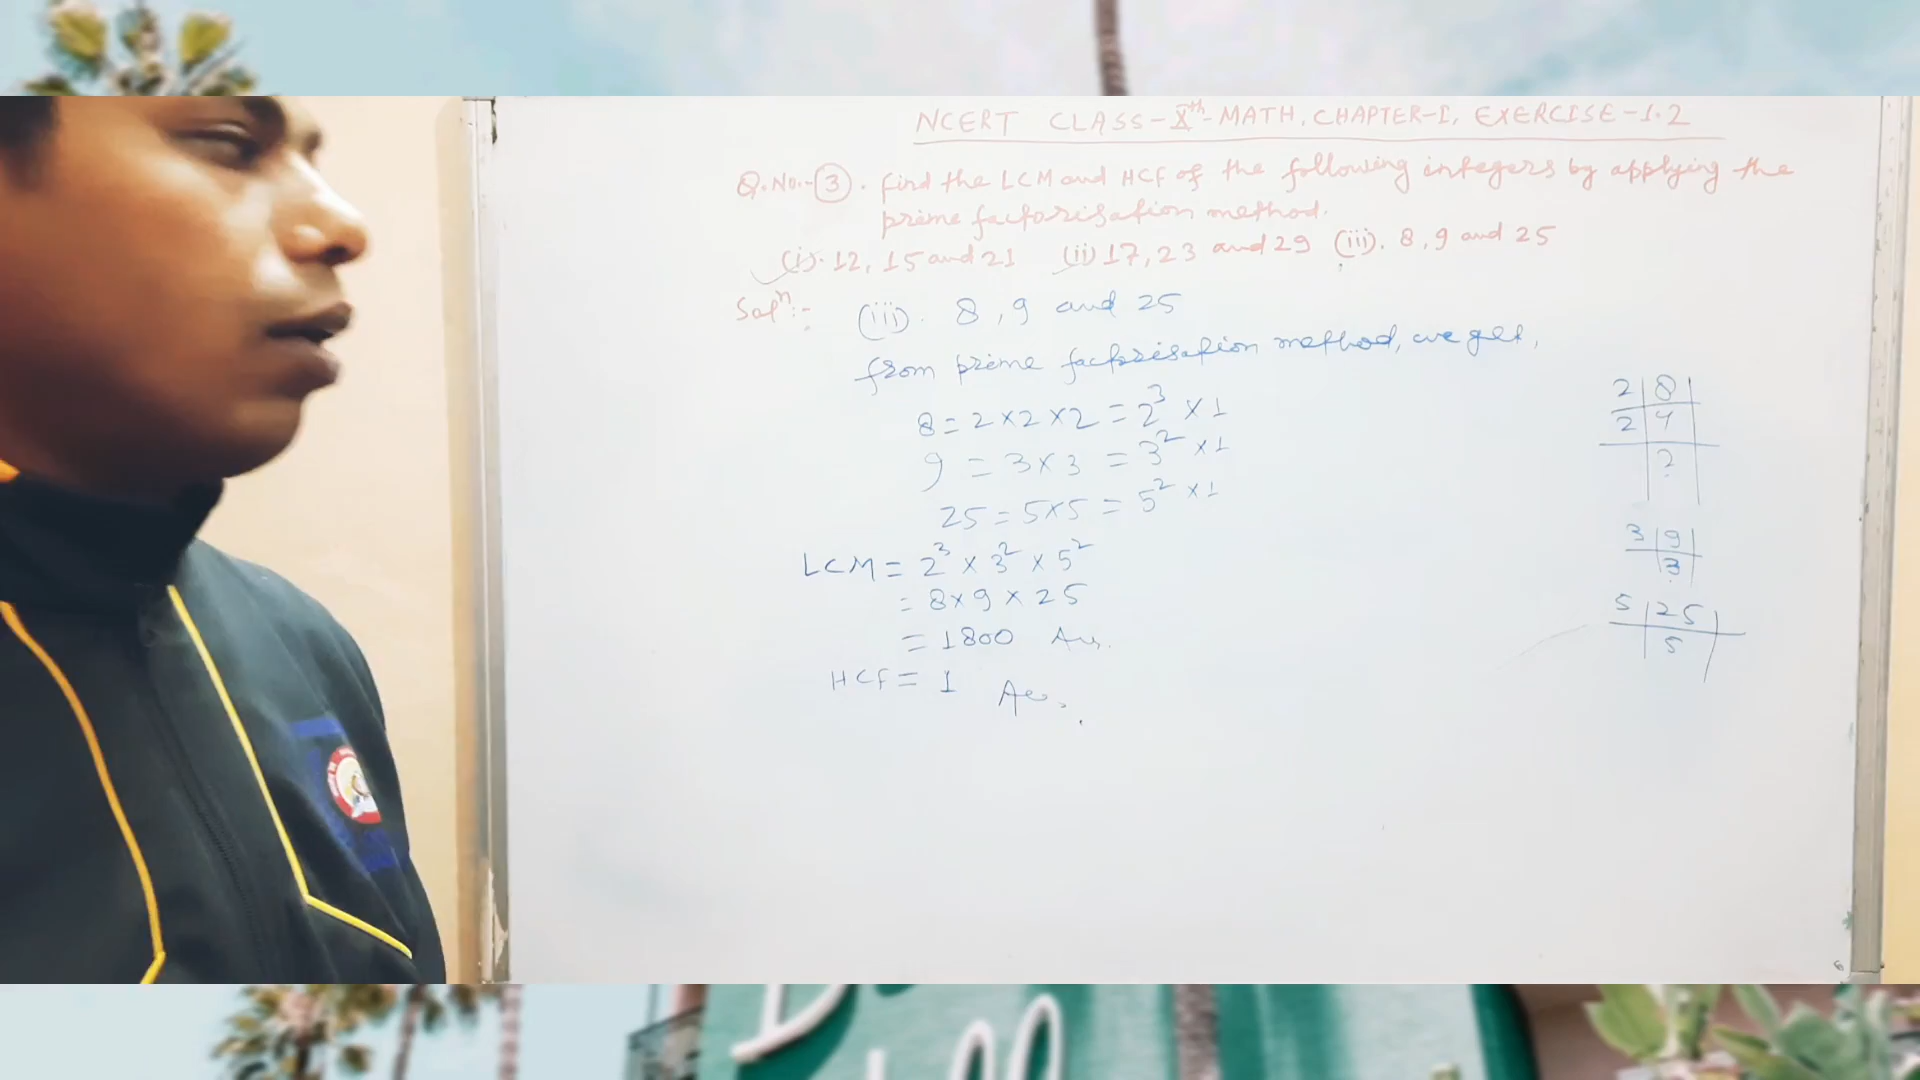 NCERT CLASS-Xth-MATH, CHAPTER-I, EXERCISE-1.2
Q.No.-(3). find the LCM and HCF of the following integers by applying the
prime factorisation method.
(i). 12, 15 and 21 (ii) 17, 23 and 29 (iii). 8, 9 and 25
Solⁿ:- (iii). 8, 9 and 25
from prime factorisation method, we get,
8 = 2×2×2 = 2³ × 1
9 = 3×3 = 3² × 1
25 = 5×5 = 5² × 1
LCM = 2³ × 3² × 5²
= 8×9×25
= 1800 Ans.
HCF = 1
2 | 8
2 | 4
2
3 | 9
3
5 | 25
5